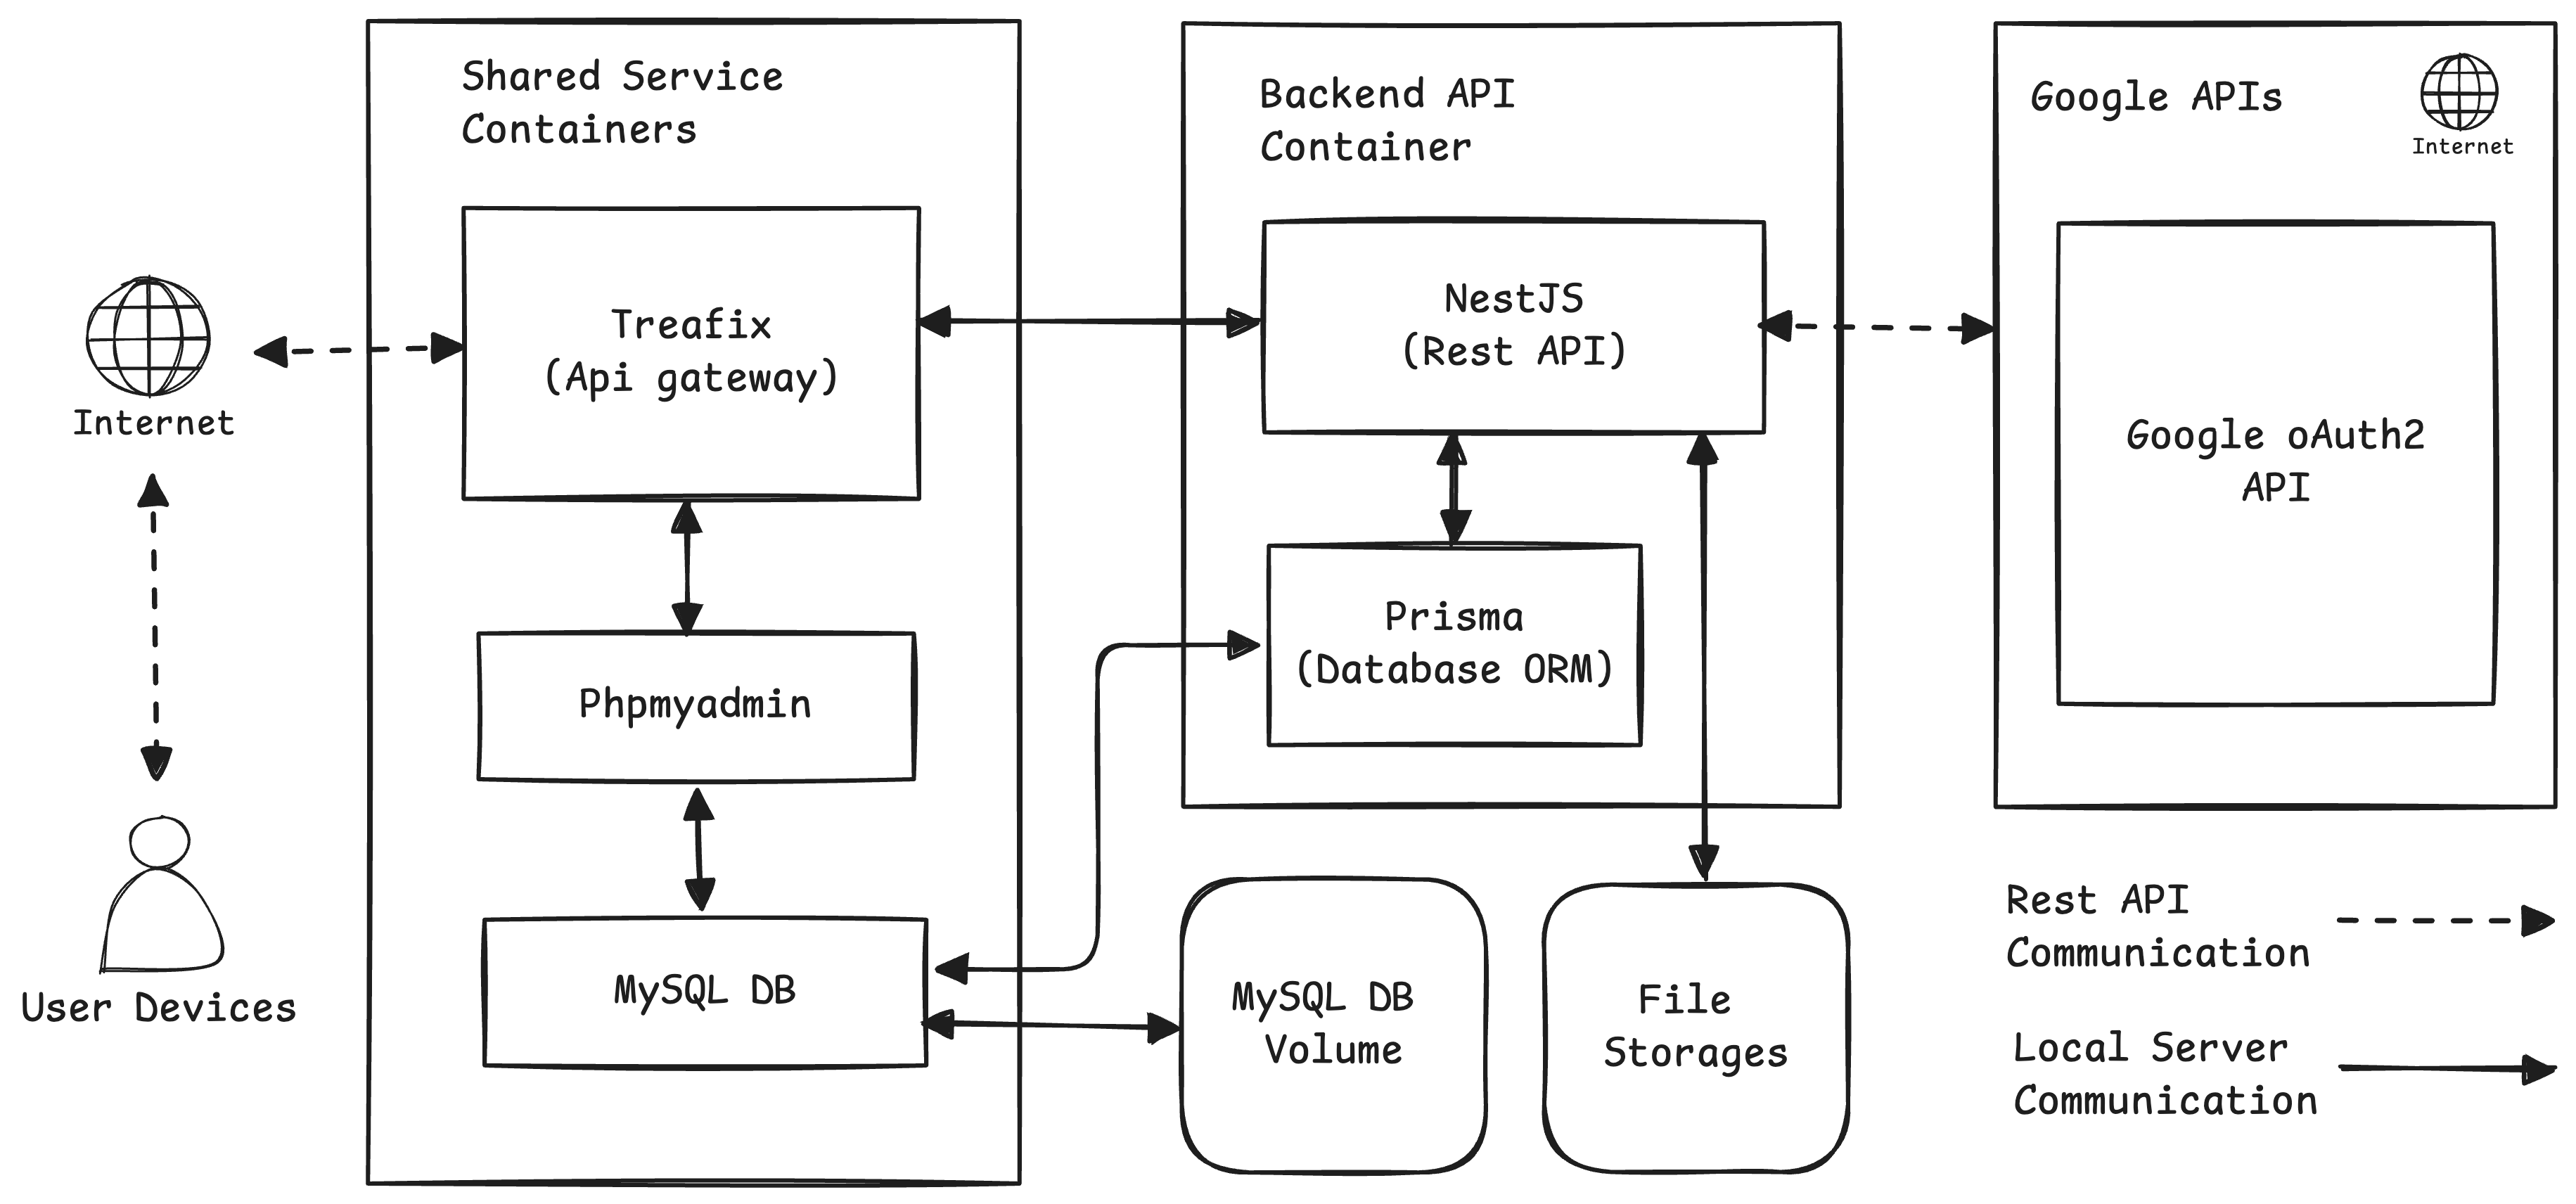 Shared Service
Containers
Treafix
(Api gateway)
Phpmyadmin
MySQL DB
Internet
User Devices
Backend API
Container
NestJS
(Rest API)
Prisma
(Database ORM)
MySQL DB
Volume
File
Storages
Google APIs
Internet
Google oAuth2
API
Rest API
Communication
Local Server
Communication